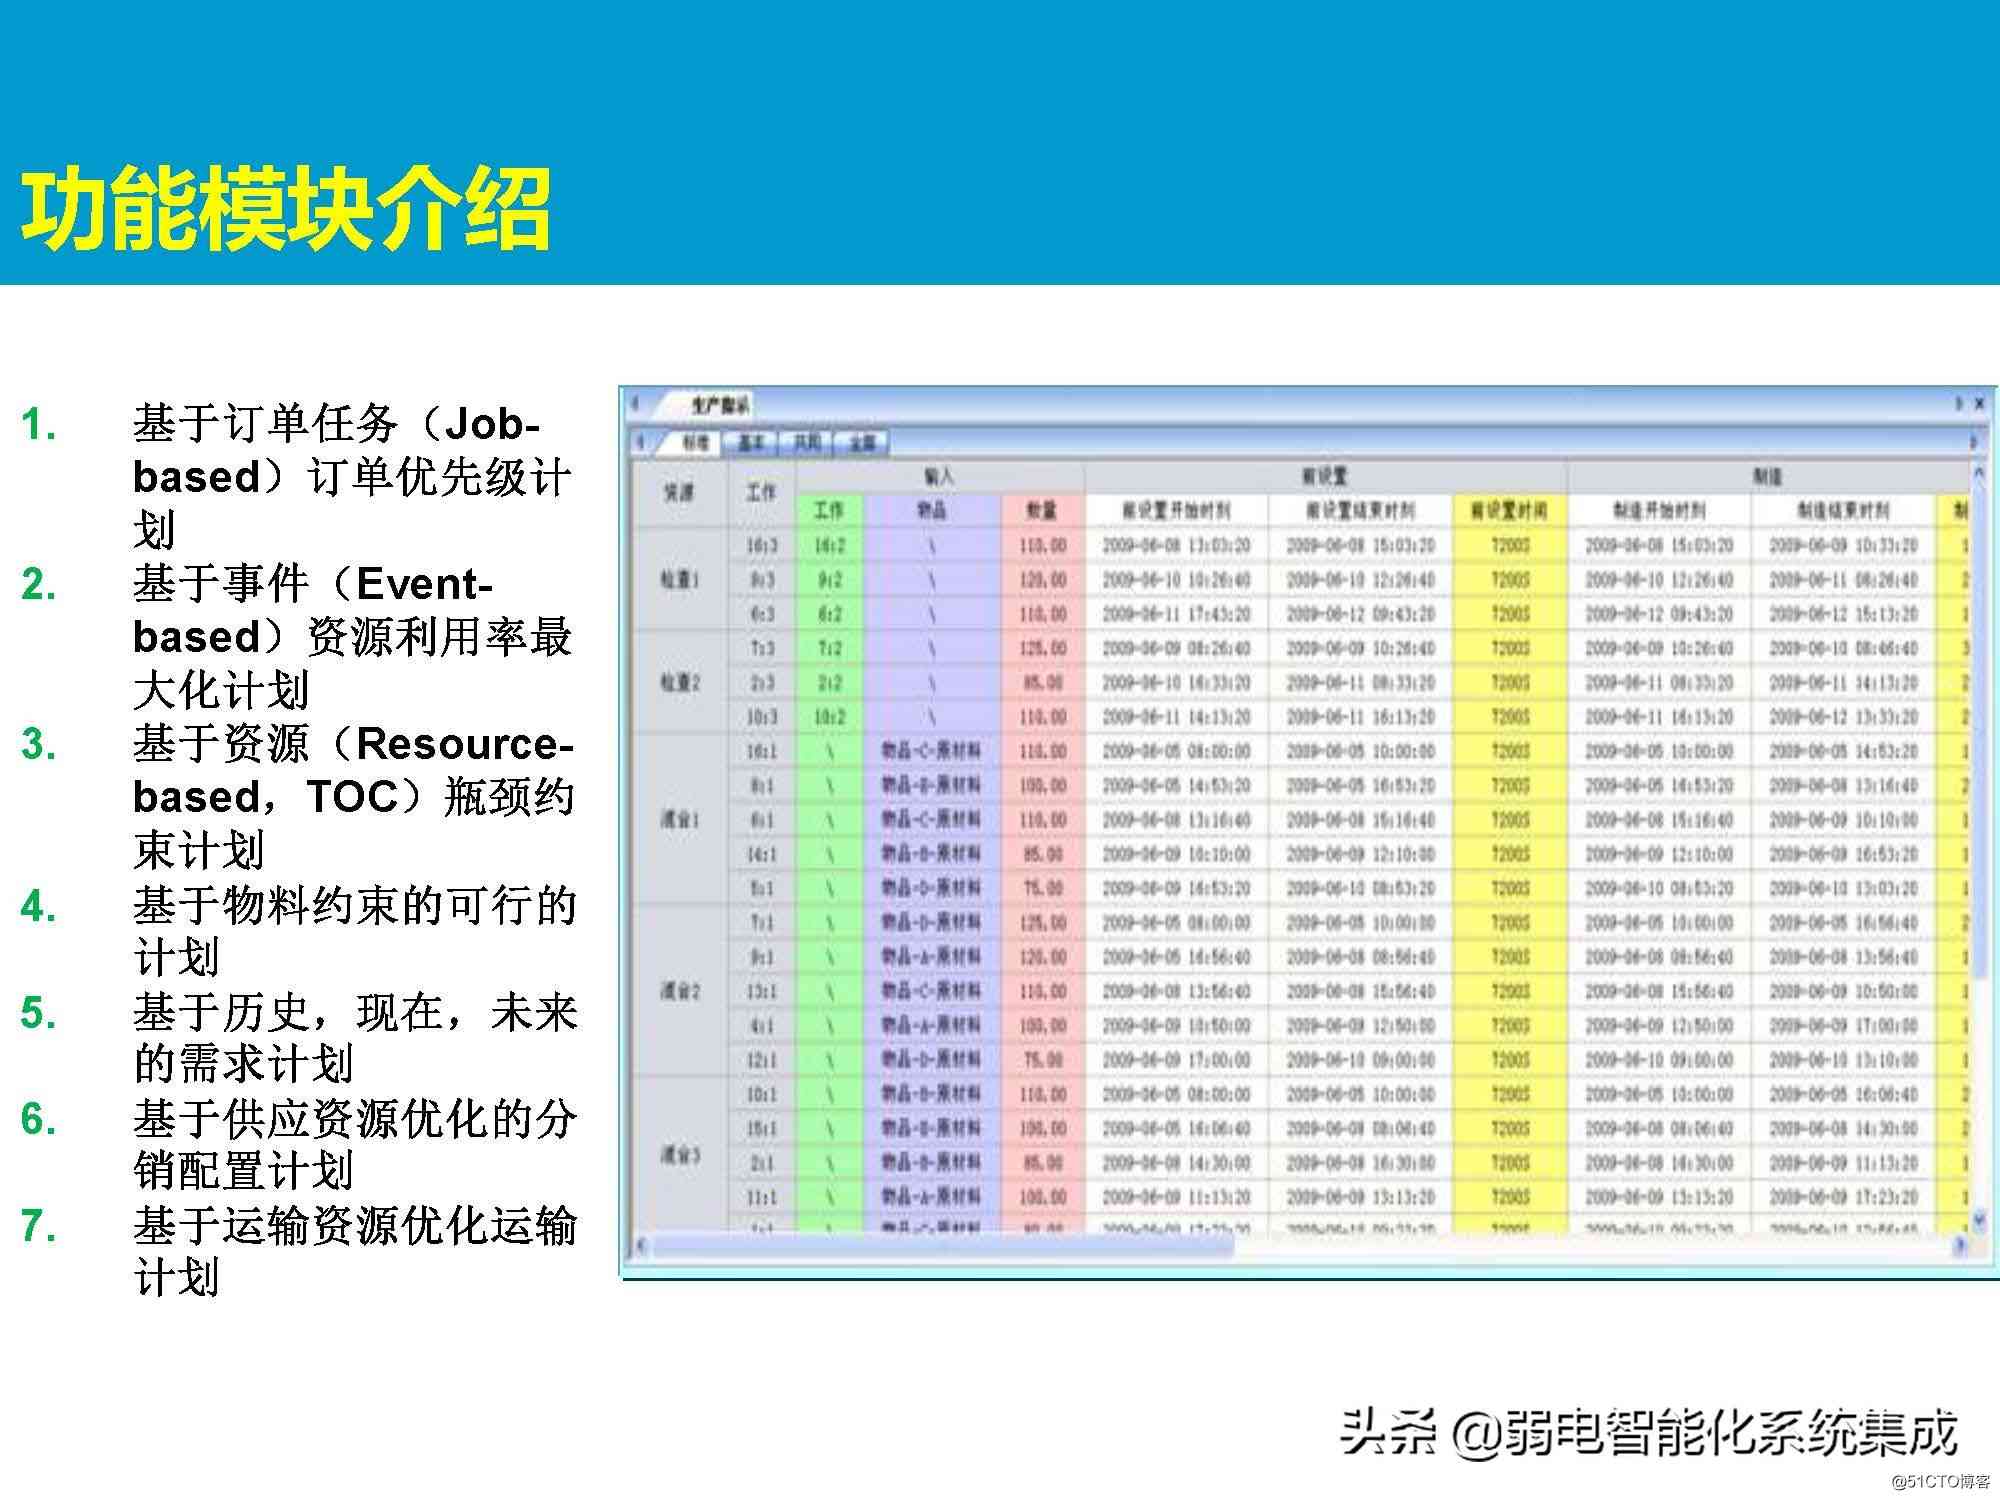 功能模块介绍
1. 基于订单任务（Job-
based）订单优先级计
划
2. 基于事件（Event-
based）资源利用率最
大化计划
3. 基于资源（Resource-
based，TOC）瓶颈约
束计划
4. 基于物料约束的可行的
计划
5. 基于历史，现在，未来
的需求计划
6. 基于供应资源优化的分
销配置计划
7. 基于运输资源优化运输
计划
生产指示
标准 基本 共同 全部
资源 工作 输入 前设置 制造
工作 物品 数量 前设置开始时刻 前设置结束时刻 前设置时间 制造开始时刻 制造结束时刻 制
检查1
16:3 16:2 \ 110.00 2009-06-08 13:03:20 2009-06-08 15:03:20 7200S 2009-06-08 15:03:20 2009-06-09 10:33:20
9:3 9:2 \ 120.00 2009-06-10 10:26:40 2009-06-10 12:26:40 7200S 2009-06-10 12:26:40 2009-06-11 08:26:40
6:3 6:2 \ 110.00 2009-06-11 17:43:20 2009-06-12 09:43:20 7200S 2009-06-12 09:43:20 2009-06-12 15:13:20
检查2
7:3 7:2 \ 125.00 2009-06-09 08:26:40 2009-06-09 10:26:40 7200S 2009-06-09 10:26:40 2009-06-10 08:46:40
2:3 2:2 \ 85.00 2009-06-10 16:33:20 2009-06-11 08:33:20 7200S 2009-06-11 08:33:20 2009-06-11 14:13:20
10:3 10:2 \ 110.00 2009-06-11 14:13:20 2009-06-11 16:13:20 7200S 2009-06-11 16:13:20 2009-06-12 13:33:20
混合1
16:1 \ 物品-C-原材料 110.00 2009-06-05 08:00:00 2009-06-05 10:00:00 7200S 2009-06-05 10:00:00 2009-06-05 14:53:20
8:1 \ 物品-B-原材料 100.00 2009-06-05 14:53:20 2009-06-05 16:53:20 7200S 2009-06-05 16:53:20 2009-06-08 13:16:40
6:1 \ 物品-C-原材料 110.00 2009-06-08 13:16:40 2009-06-08 15:16:40 7200S 2009-06-08 15:16:40 2009-06-09 10:10:00
14:1 \ 物品-B-原材料 85.00 2009-06-09 10:10:00 2009-06-09 12:10:00 7200S 2009-06-09 12:10:00 2009-06-09 16:53:20
5:1 \ 物品-D-原材料 75.00 2009-06-09 16:53:20 2009-06-10 08:53:20 7200S 2009-06-10 08:53:20 2009-06-10 13:03:20
混合2
7:1 \ 物品-D-原材料 125.00 2009-06-05 08:00:00 2009-06-05 10:00:00 7200S 2009-06-05 10:00:00 2009-06-05 16:56:40
9:1 \ 物品-A-原材料 120.00 2009-06-05 16:56:40 2009-06-08 08:56:40 7200S 2009-06-08 08:56:40 2009-06-08 13:56:40
13:1 \ 物品-C-原材料 110.00 2009-06-08 13:56:40 2009-06-08 15:56:40 7200S 2009-06-08 15:56:40 2009-06-09 10:50:00
4:1 \ 物品-A-原材料 100.00 2009-06-09 10:50:00 2009-06-09 12:50:00 7200S 2009-06-09 12:50:00 2009-06-09 17:00:00
12:1 \ 物品-D-原材料 75.00 2009-06-09 17:00:00 2009-06-10 09:00:00 7200S 2009-06-10 09:00:00 2009-06-10 13:10:00
混合3
10:1 \ 物品-B-原材料 110.00 2009-06-05 08:00:00 2009-06-05 10:00:00 7200S 2009-06-05 10:00:00 2009-06-05 16:06:40
15:1 \ 物品-B-原材料 100.00 2009-06-05 16:06:40 2009-06-08 08:06:40 7200S 2009-06-08 08:06:40 2009-06-08 14:30:00
2:1 \ 物品-B-原材料 85.00 2009-06-08 14:30:00 2009-06-08 16:30:00 7200S 2009-06-08 16:30:00 2009-06-09 11:13:20
11:1 \ 物品-A-原材料 100.00 2009-06-09 11:13:20 2009-06-09 13:13:20 7200S 2009-06-09 13:13:20 2009-06-09 17:23:20
头条 @弱电智能化系统集成
@51CTO博客